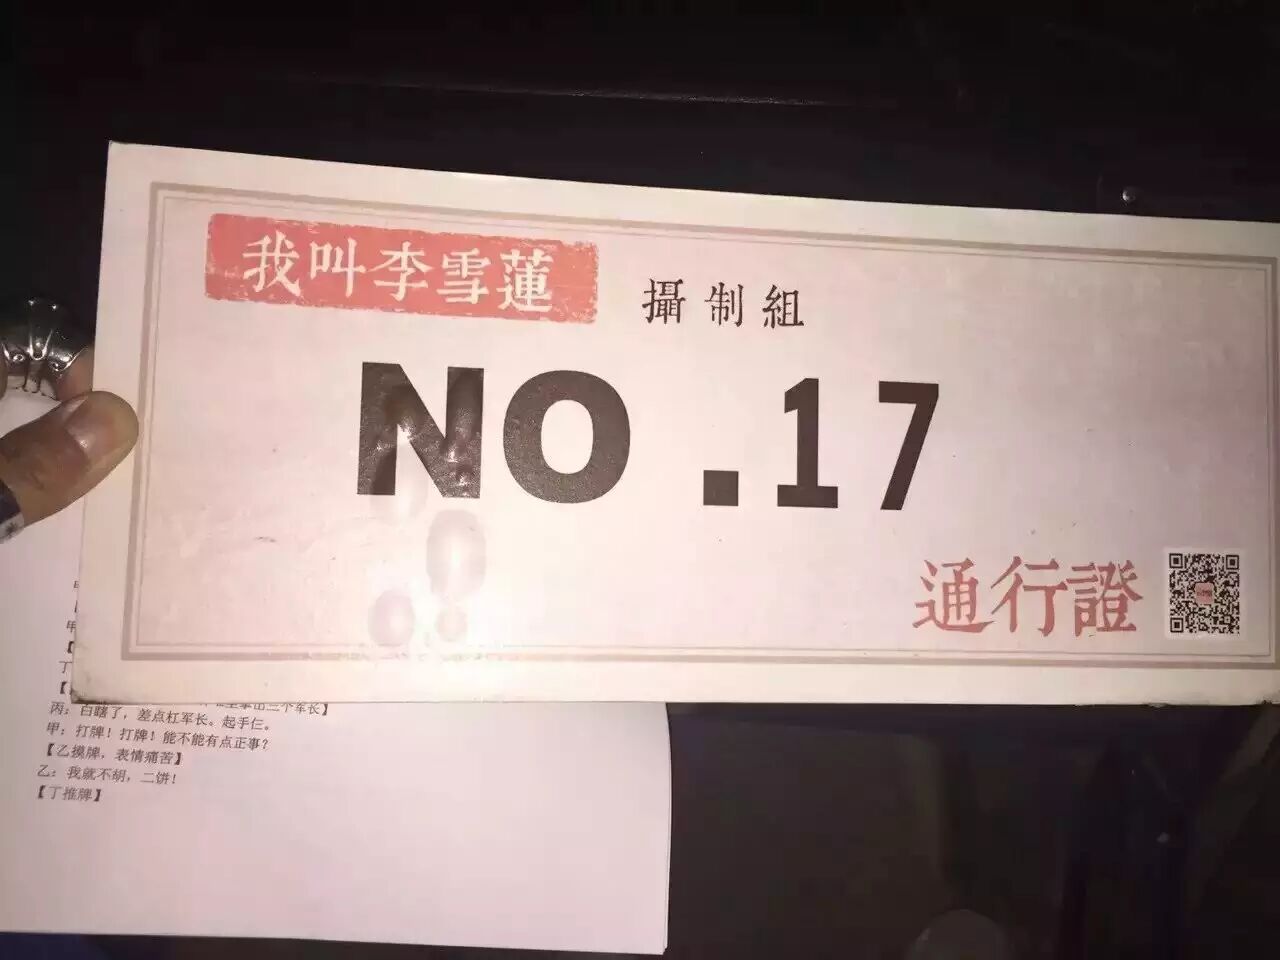 我叫李雪蓮
攝制組
NO.17
通行證
甲
丁
丙：白瞎了，差点杠军长。起手仨。
甲：打牌！打牌！能不能有点正事？
【乙摸牌，表情痛苦】
乙：我就不胡，二饼！
【丁推牌】